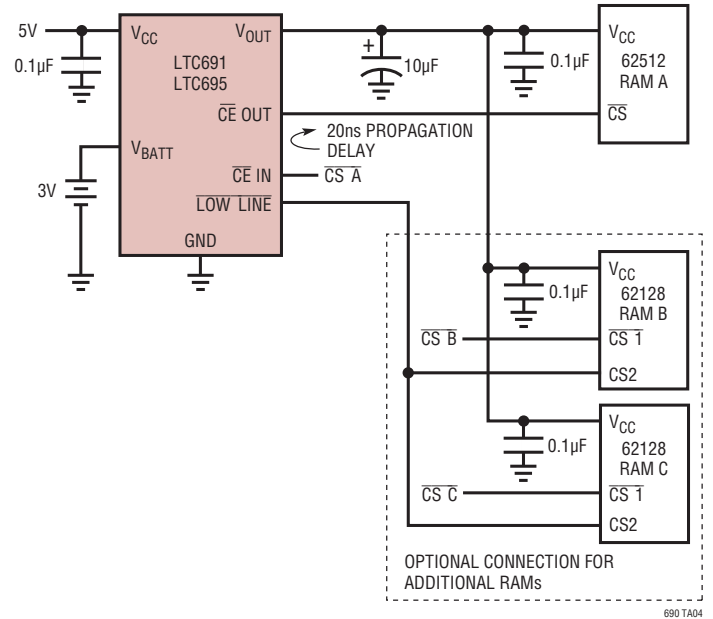 5V
0.1µF
VCC
VOUT
LTC691
LTC695
CE OUT
VBATT
CE IN
LOW LINE
GND
3V
+
10µF
0.1µF
VCC
62512
RAM A
CS
20ns PROPAGATION
DELAY
CS A
0.1µF
VCC
62128
RAM B
CS B
CS 1
CS2
0.1µF
VCC
62128
RAM C
CS C
CS 1
CS2
OPTIONAL CONNECTION FOR
ADDITIONAL RAMs
690 TA04